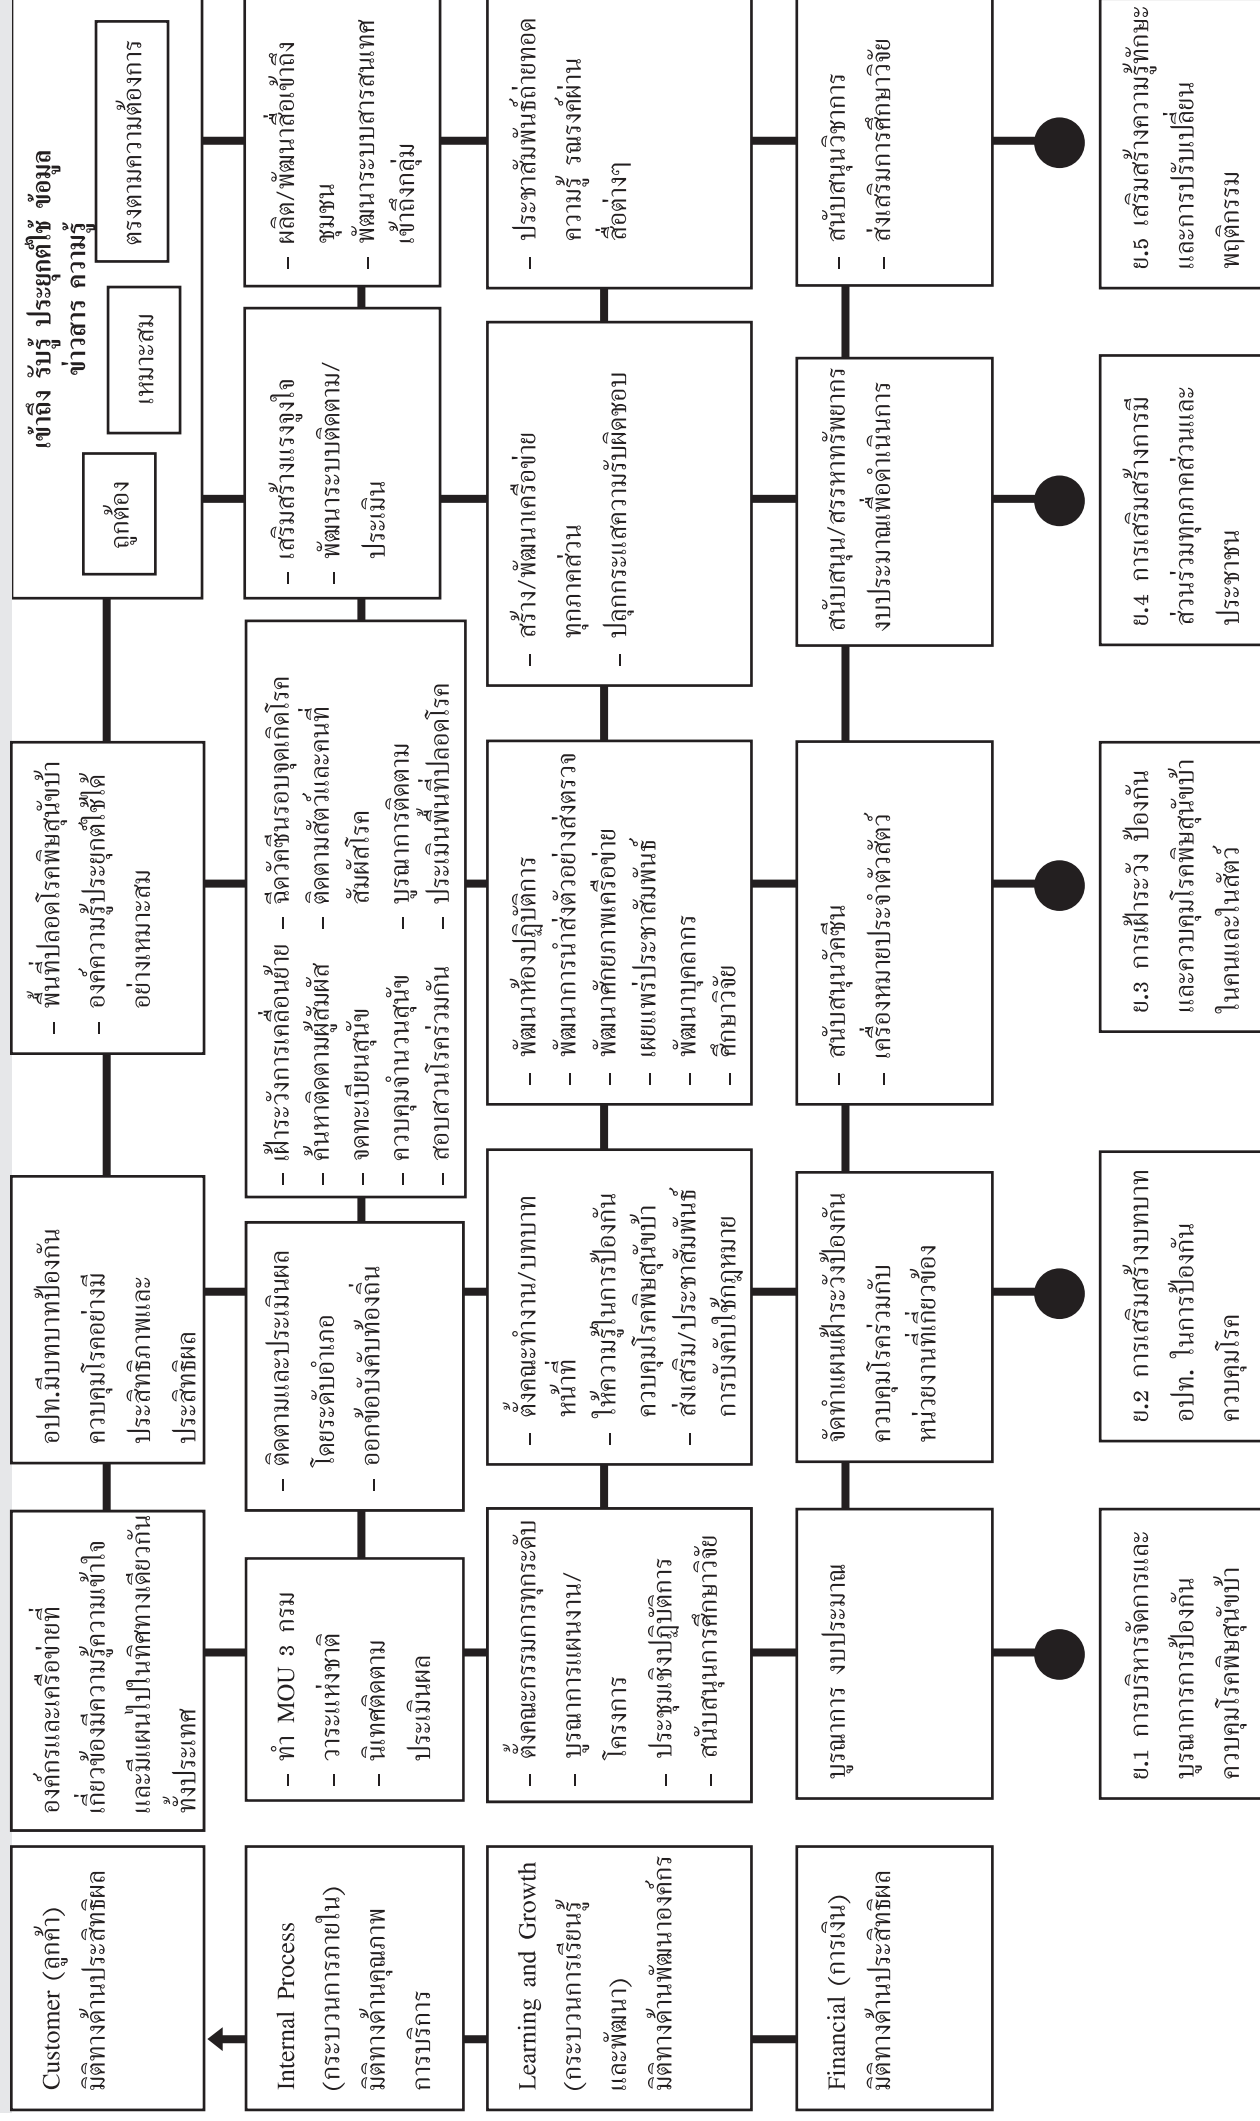 Customer (ลูกค้า)
มิติทางด้านประสิทธิผล
องค์กรและเครือข่ายที่
เกี่ยวข้องมีความรู้ความเข้าใจ
และมีแผนไปในทิศทางเดียวกัน
ทั้งประเทศ
อปท.มีบทบาทป้องกัน
ควบคุมโรคอย่างมี
ประสิทธิภาพและ
ประสิทธิผล
– พื้นที่ปลอดโรคพิษสุนัขบ้า
– องค์ความรู้ประยุกต์ใช้ได้
อย่างเหมาะสม
เข้าถึง รับรู้ ประยุกต์ใช้ ข้อมูล
ข่าวสาร ความรู้
ถูกต้อง
เหมาะสม
ตรงตามความต้องการ
Internal Process
(กระบวนการภายใน)
มิติทางด้านคุณภาพ
การบริการ
– ทำ MOU 3 กรม
– วาระแห่งชาติ
– นิเทศติดตาม
ประเมินผล
– ติดตามและประเมินผล
โดยระดับอำเภอ
– ออกข้อบังคับท้องถิ่น
– เฝ้าระวังการเคลื่อนย้าย
– ค้นหาติดตามผู้สัมผัส
– จดทะเบียนสุนัข
– ควบคุมจำนวนสุนัข
– สอบสวนโรคร่วมกัน
– ฉีดวัคซีนรอบจุดเกิดโรค
– ติดตามสัตว์และคนที่
สัมผัสโรค
– บูรณาการติดตาม
– ประเมินพื้นที่ปลอดโรค
– เสริมสร้างแรงจูงใจ
– พัฒนาระบบติดตาม/
ประเมิน
– ผลิต/พัฒนาสื่อเข้าถึง
ชุมชน
– พัฒนาระบบสารสนเทศ
เข้าถึงกลุ่ม
Learning and Growth
(กระบวนการเรียนรู้
และพัฒนา)
มิติทางด้านพัฒนาองค์กร
– ตั้งคณะกรรมการทุกระดับ
– บูรณาการแผนงาน/
โครงการ
– ประชุมเชิงปฏิบัติการ
– สนับสนุนการศึกษาวิจัย
– ตั้งคณะทำงาน/บทบาท
หน้าที่
– ให้ความรู้ในการป้องกัน
ควบคุมโรคพิษสุนัขบ้า
– ส่งเสริม/ประชาสัมพันธ์
การบังคับใช้กฎหมาย
– พัฒนาห้องปฏิบัติการ
– พัฒนาการนำส่งตัวอย่างส่งตรวจ
– พัฒนาศักยภาพเครือข่าย
– เผยแพร่ประชาสัมพันธ์
– พัฒนาบุคลากร
– ศึกษาวิจัย
– สร้าง/พัฒนาเครือข่าย
ทุกภาคส่วน
– ปลุกกระแสความรับผิดชอบ
– ประชาสัมพันธ์ถ่ายทอด
ความรู้ รณรงค์ผ่าน
สื่อต่างๆ
Financial (การเงิน)
มิติทางด้านประสิทธิผล
บูรณาการ งบประมาณ
จัดทำแผนเฝ้าระวังป้องกัน
ควบคุมโรคร่วมกับ
หน่วยงานที่เกี่ยวข้อง
– สนับสนุนวัคซีน
– เครื่องหมายประจำตัวสัตว์
สนับสนุน/สรรหาทรัพยากร
งบประมาณเพื่อดำเนินการ
– สนับสนุนวิชาการ
– ส่งเสริมการศึกษาวิจัย
ย.1 การบริหารจัดการและ
บูรณาการการป้องกัน
ควบคุมโรคพิษสุนัขบ้า
ย.2 การเสริมสร้างบทบาท
อปท. ในการป้องกัน
ควบคุมโรค
ย.3 การเฝ้าระวัง ป้องกัน
และควบคุมโรคพิษสุนัขบ้า
ในคนและในสัตว์
ย.4 การเสริมสร้างการมี
ส่วนร่วมทุกภาคส่วนและ
ประชาชน
ย.5 เสริมสร้างความรู้ทักษะ
และการปรับเปลี่ยน
พฤติกรรม